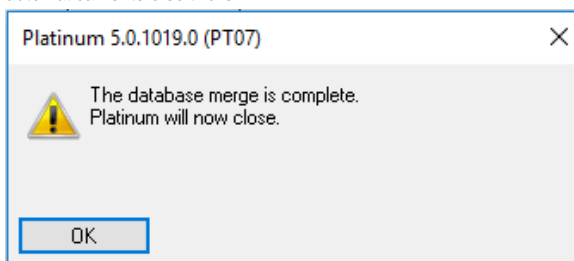 Platinum 5.0.1019.0 (PT07)
The database merge is complete.
Platinum will now close.
OK